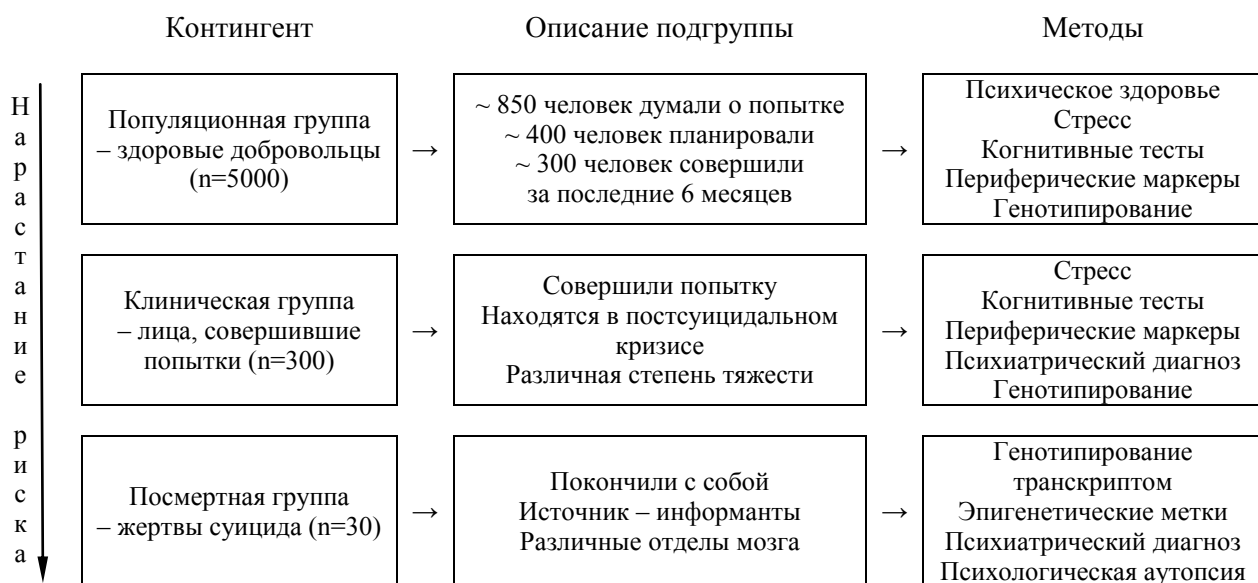 Контингент
Описание подгруппы
Методы
Нарастание риска
Популяционная группа
– здоровые добровольцы
(n=5000)
→
~ 850 человек думали о попытке
~ 400 человек планировали
~ 300 человек совершили
за последние 6 месяцев
→
Психическое здоровье
Стресс
Когнитивные тесты
Периферические маркеры
Генотипирование
Клиническая группа
– лица, совершившие
попытки (n=300)
→
Совершили попытку
Находятся в постсуицидальном
кризисе
Различная степень тяжести
→
Стресс
Когнитивные тесты
Периферические маркеры
Психиатрический диагноз
Генотипирование
Посмертная группа
– жертвы суицида (n=30)
→
Покончили с собой
Источник – информанты
Различные отделы мозга
→
Генотипирование
транскриптом
Эпигенетические метки
Психиатрический диагноз
Психологическая аутопсия